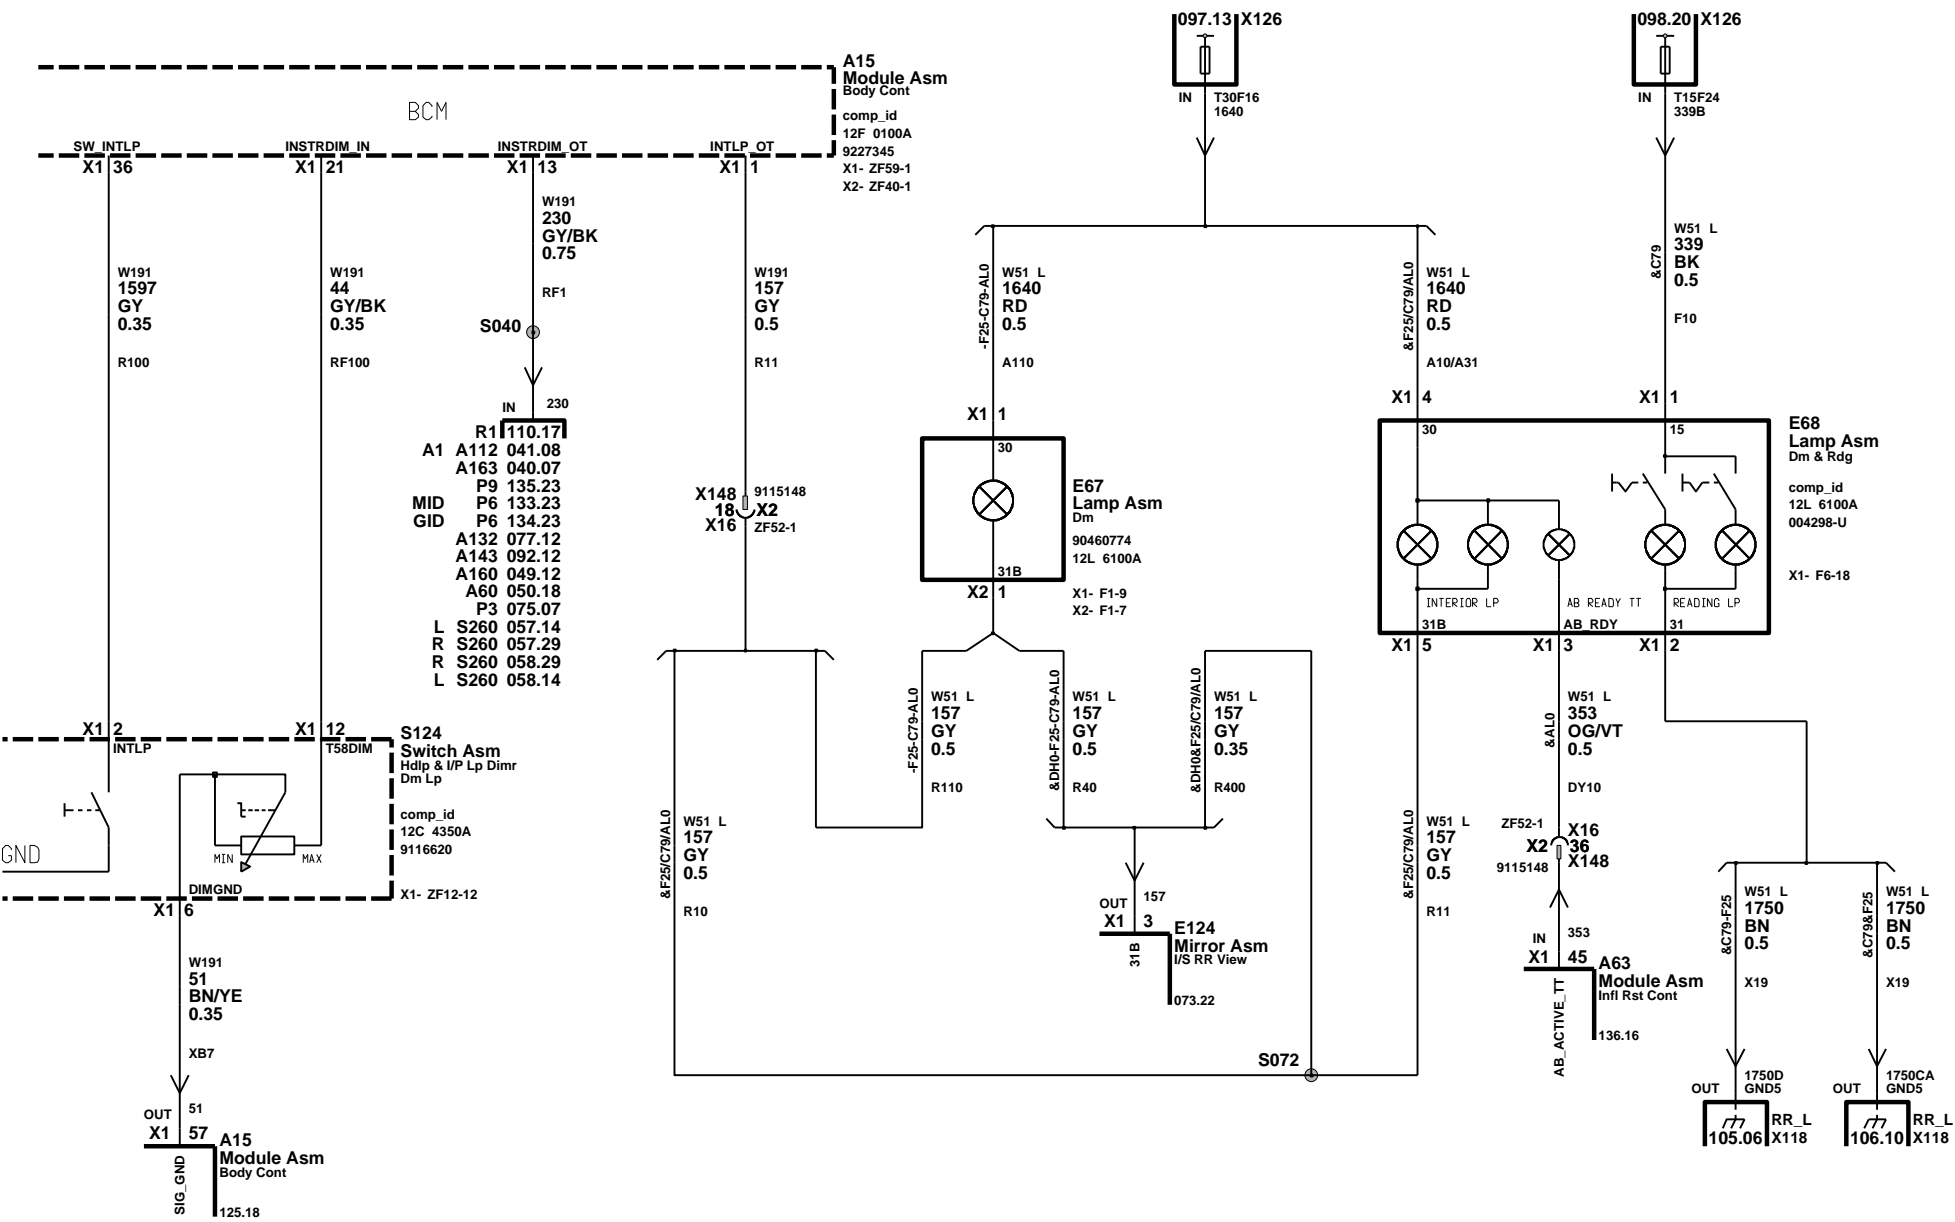 097.13 X126
098.20 X126
IN T30F16
1640
IN T15F24
339B
A15
Module Asm
Body Cont
comp_id
12F 0100A
9227345
X1- ZF59-1
X2- ZF40-1
BCM
SW_INTLP
INSTRDIM_IN
INSTRDIM_OT
INTLP_OT
X1 36
X1 21
X1 13
X1 1
W191
1597
GY
0.35
R100
W191
44
GY/BK
0.35
RF100
W191
230
GY/BK
0.75
RF1
S040
IN 230
R1 110.17
A1 A112 041.08
A163 040.07
P9 135.23
MID P6 133.23
GID P6 134.23
A132 077.12
A143 092.12
A160 049.12
A60 050.18
P3 075.07
L S260 057.14
R S260 057.29
R S260 058.29
L S260 058.14
W191
157
GY
0.5
R11
X148 9115148
18 X2
X16 ZF52-1
-F25-C79-AL0
W51 L
1640
RD
0.5
A110
&F25/C79/AL0
W51 L
1640
RD
0.5
A10/A31
&C79
W51 L
339
BK
0.5
F10
X1 1
30
31B
X2 1
E67
Lamp Asm
Dm
90460774
12L 6100A
X1- F1-9
X2- F1-7
X1 4
X1 1
30
15
E68
Lamp Asm
Dm & Rdg
comp_id
12L 6100A
004298-U
X1- F6-18
INTERIOR LP
AB READY TT
READING LP
31B
AB_RDY
31
X1 5
X1 3
X1 2
X1 2
X1 12
INTLP
T58DIM
S124
Switch Asm
Hdlp & I/P Lp Dimr
Dm Lp
comp_id
12C 4350A
9116620
X1- ZF12-12
GND
MIN
MAX
DIMGND
X1 6
W191
51
BN/YE
0.35
XB7
OUT 51
X1 57
A15
Module Asm
Body Cont
SIG_GND
125.18
&F25/C79/AL0
W51 L
157
GY
0.5
R10
-F25-C79-AL0
W51 L
157
GY
0.5
R110
&DH0-F25-C79-AL0
W51 L
157
GY
0.5
R40
&DH0&F25/C79/AL0
W51 L
157
GY
0.35
R400
OUT 157
X1 3
E124
Mirror Asm
I/S RR View
31B
073.22
S072
&F25/C79/AL0
W51 L
157
GY
0.5
R11
&AL0
W51 L
353
OG/VT
0.5
DY10
ZF52-1 X16
X2 36
9115148 X148
IN 353
X1 45
A63
Module Asm
Infl Rst Cont
AB_ACTIVE_TT
136.16
&C79-F25
W51 L
1750
BN
0.5
X19
&C79&F25
W51 L
1750
BN
0.5
X19
1750D
OUT GND5
RR_L
105.06 X118
1750CA
OUT GND5
RR_L
106.10 X118